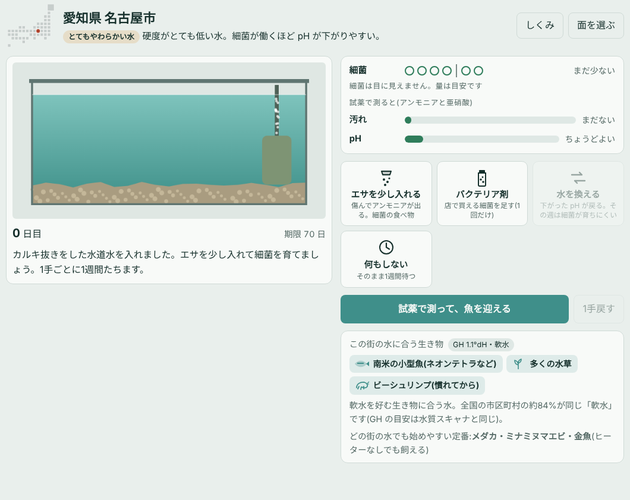 愛知県 名古屋市
とてもやわらかい水 硬度がとても低い水。細菌が働くほど pH が下がりやすい。
しくみ
面を選ぶ
0 日目
期限 70 日
カルキ抜きをした水道水を入れました。エサを少し入れて細菌を育てまし
ょう。1手ごとに1週間たちます。
細菌
まだ少ない
細菌は目に見えません。量は目安です
試薬で測ると(アンモニアと亜硝酸)
汚れ
まだない
pH
ちょうどよい
エサを少し入れる
傷んでアンモニアが出
る。細菌の食べ物
バクテリア剤
店で買える細菌を足す(1
回だけ)
水を換える
下がった pH が戻る。そ
の週は細菌が育ちにくい
何もしない
そのまま1週間待つ
試薬で測って、魚を迎える
1手戻す
この街の水に合う生き物 GH 1.1°dH・軟水
南米の小型魚(ネオンテトラなど)
多くの水草
ビーシュリンプ(慣れてから)
軟水を好む生き物に合う水。全国の市区町村の約84%が同じ「軟水」
です(GH の目安は水質スキャナと同じ)。
どの街の水でも始めやすい定番:メダカ・ミナミヌマエビ・金魚(ヒー
ターなしでも飼える)